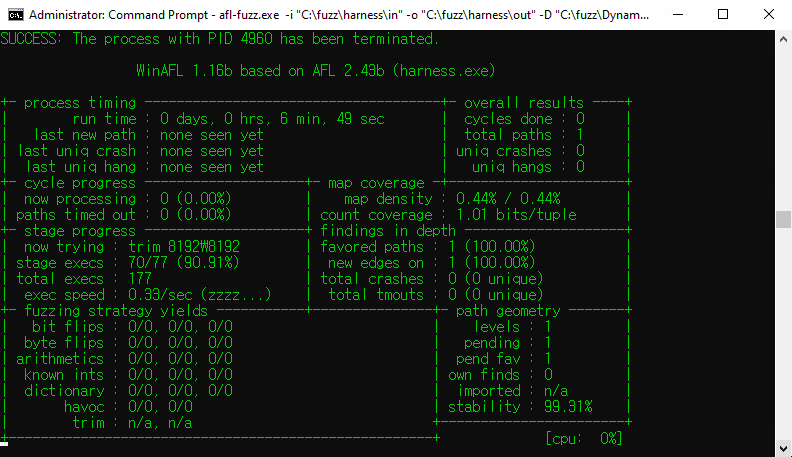 Administrator: Command Prompt - afl-fuzz.exe -i "C:\fuzz\harness\in" -o "C:\fuzz\harness\out" -D "C:\fuzz\Dynam...
SUCCESS: The process with PID 4960 has been terminated.
WinAFL 1.16b based on AFL 2.43b (harness.exe)
+- process timing -------------------------------------+- overall results ----+
| run time : 0 days, 0 hrs, 6 min, 49 sec | cycles done : 0 |
| last new path : none seen yet | total paths : 1 |
| last uniq crash : none seen yet | uniq crashes : 0 |
| last uniq hang : none seen yet | uniq hangs : 0 |
+- cycle progress --------------------+- map coverage -+----------------------+
| now processing : 0 (0.00%) | map density : 0.44% / 0.44% |
| paths timed out : 0 (0.00%) | count coverage : 1.01 bits/tuple |
+- stage progress --------------------+ findings in depth --------------------+
| now trying : trim 8192₩8192 | favored paths : 1 (100.00%) |
| stage execs : 70/77 (90.91%) | new edges on : 1 (100.00%) |
| total execs : 177 | total crashes : 0 (0 unique) |
| exec speed : 0.33/sec (zzzz...) | total tmouts : 0 (0 unique) |
+- fuzzing strategy yields -----------+---------------+- path geometry -------+
| bit flips : 0/0, 0/0, 0/0 | levels : 1 |
| byte flips : 0/0, 0/0, 0/0 | pending : 1 |
| arithmetics : 0/0, 0/0, 0/0 | pend fav : 1 |
| known ints : 0/0, 0/0, 0/0 | own finds : 0 |
| dictionary : 0/0, 0/0, 0/0 | imported : n/a |
| havoc : 0/0, 0/0 | stability : 99.31% |
| trim : n/a, n/a +-----------------------+
+-----------------------------------------------------+ [cpu: 0%]